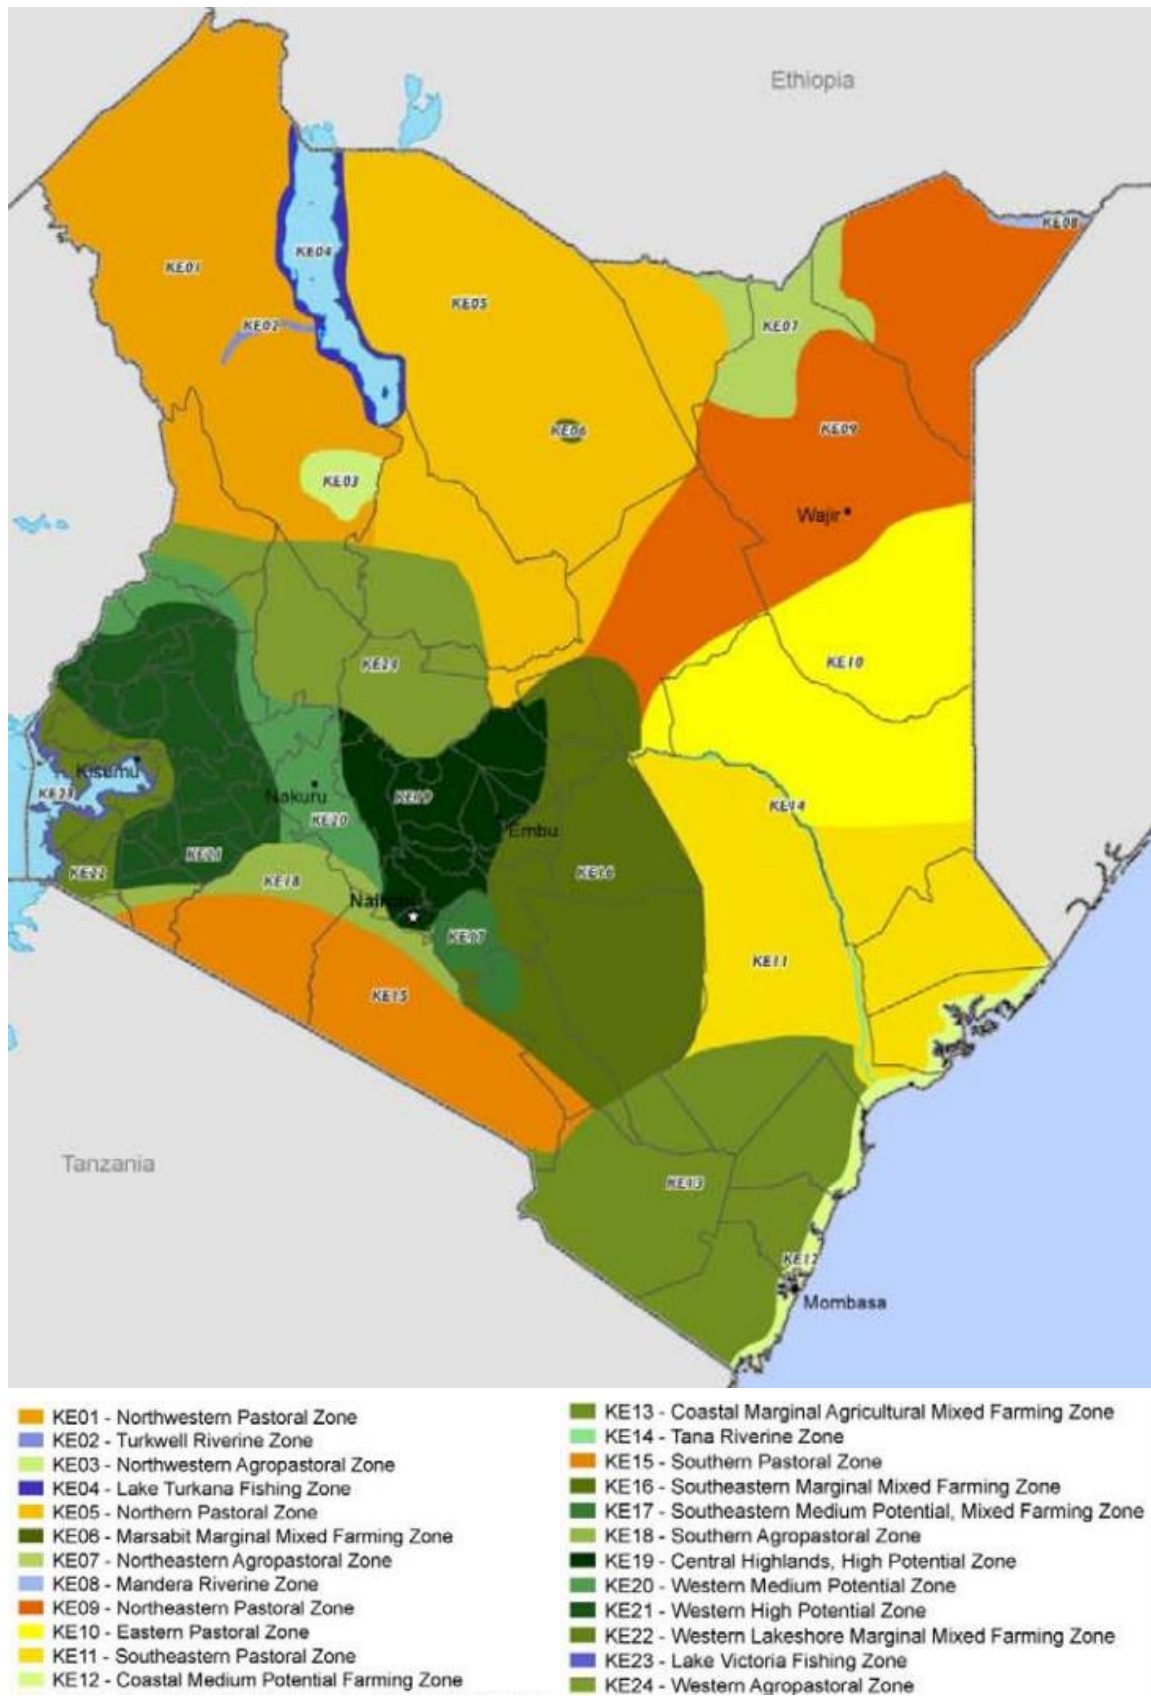 Ethiopia
KE08
KE04
KE01
KE05
KE02
KE07
KE06
KE09
KE03
Wajir
KE10
KE24
Kisumu
KE23
Nakuru
KE19
KE14
KE20
Embu
KE21
KE22
KE18
KE16
KE17
KE11
KE15
Tanzania
KE13
KE12
Mombasa
KE01 - Northwestern Pastoral Zone
KE02 - Turkwell Riverine Zone
KE03 - Northwestern Agropastoral Zone
KE04 - Lake Turkana Fishing Zone
KE05 - Northern Pastoral Zone
KE06 - Marsabit Marginal Mixed Farming Zone
KE07 - Northeastern Agropastoral Zone
KE08 - Mandera Riverine Zone
KE09 - Northeastern Pastoral Zone
KE10 - Eastern Pastoral Zone
KE11 - Southeastern Pastoral Zone
KE12 - Coastal Medium Potential Farming Zone
KE13 - Coastal Marginal Agricultural Mixed Farming Zone
KE14 - Tana Riverine Zone
KE15 - Southern Pastoral Zone
KE16 - Southeastern Marginal Mixed Farming Zone
KE17 - Southeastern Medium Potential, Mixed Farming Zone
KE18 - Southern Agropastoral Zone
KE19 - Central Highlands, High Potential Zone
KE20 - Western Medium Potential Zone
KE21 - Western High Potential Zone
KE22 - Western Lakeshore Marginal Mixed Farming Zone
KE23 - Lake Victoria Fishing Zone
KE24 - Western Agropastoral Zone